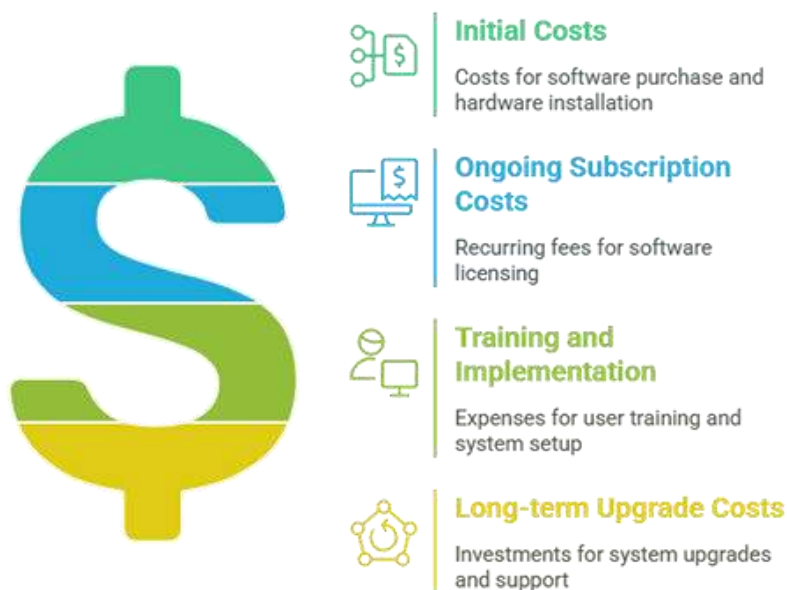 Initial Costs
Costs for software purchase and
hardware installation
Ongoing Subscription
Costs
Recurring fees for software
licensing
Training and
Implementation
Expenses for user training and
system setup
Long-term Upgrade Costs
Investments for system upgrades
and support